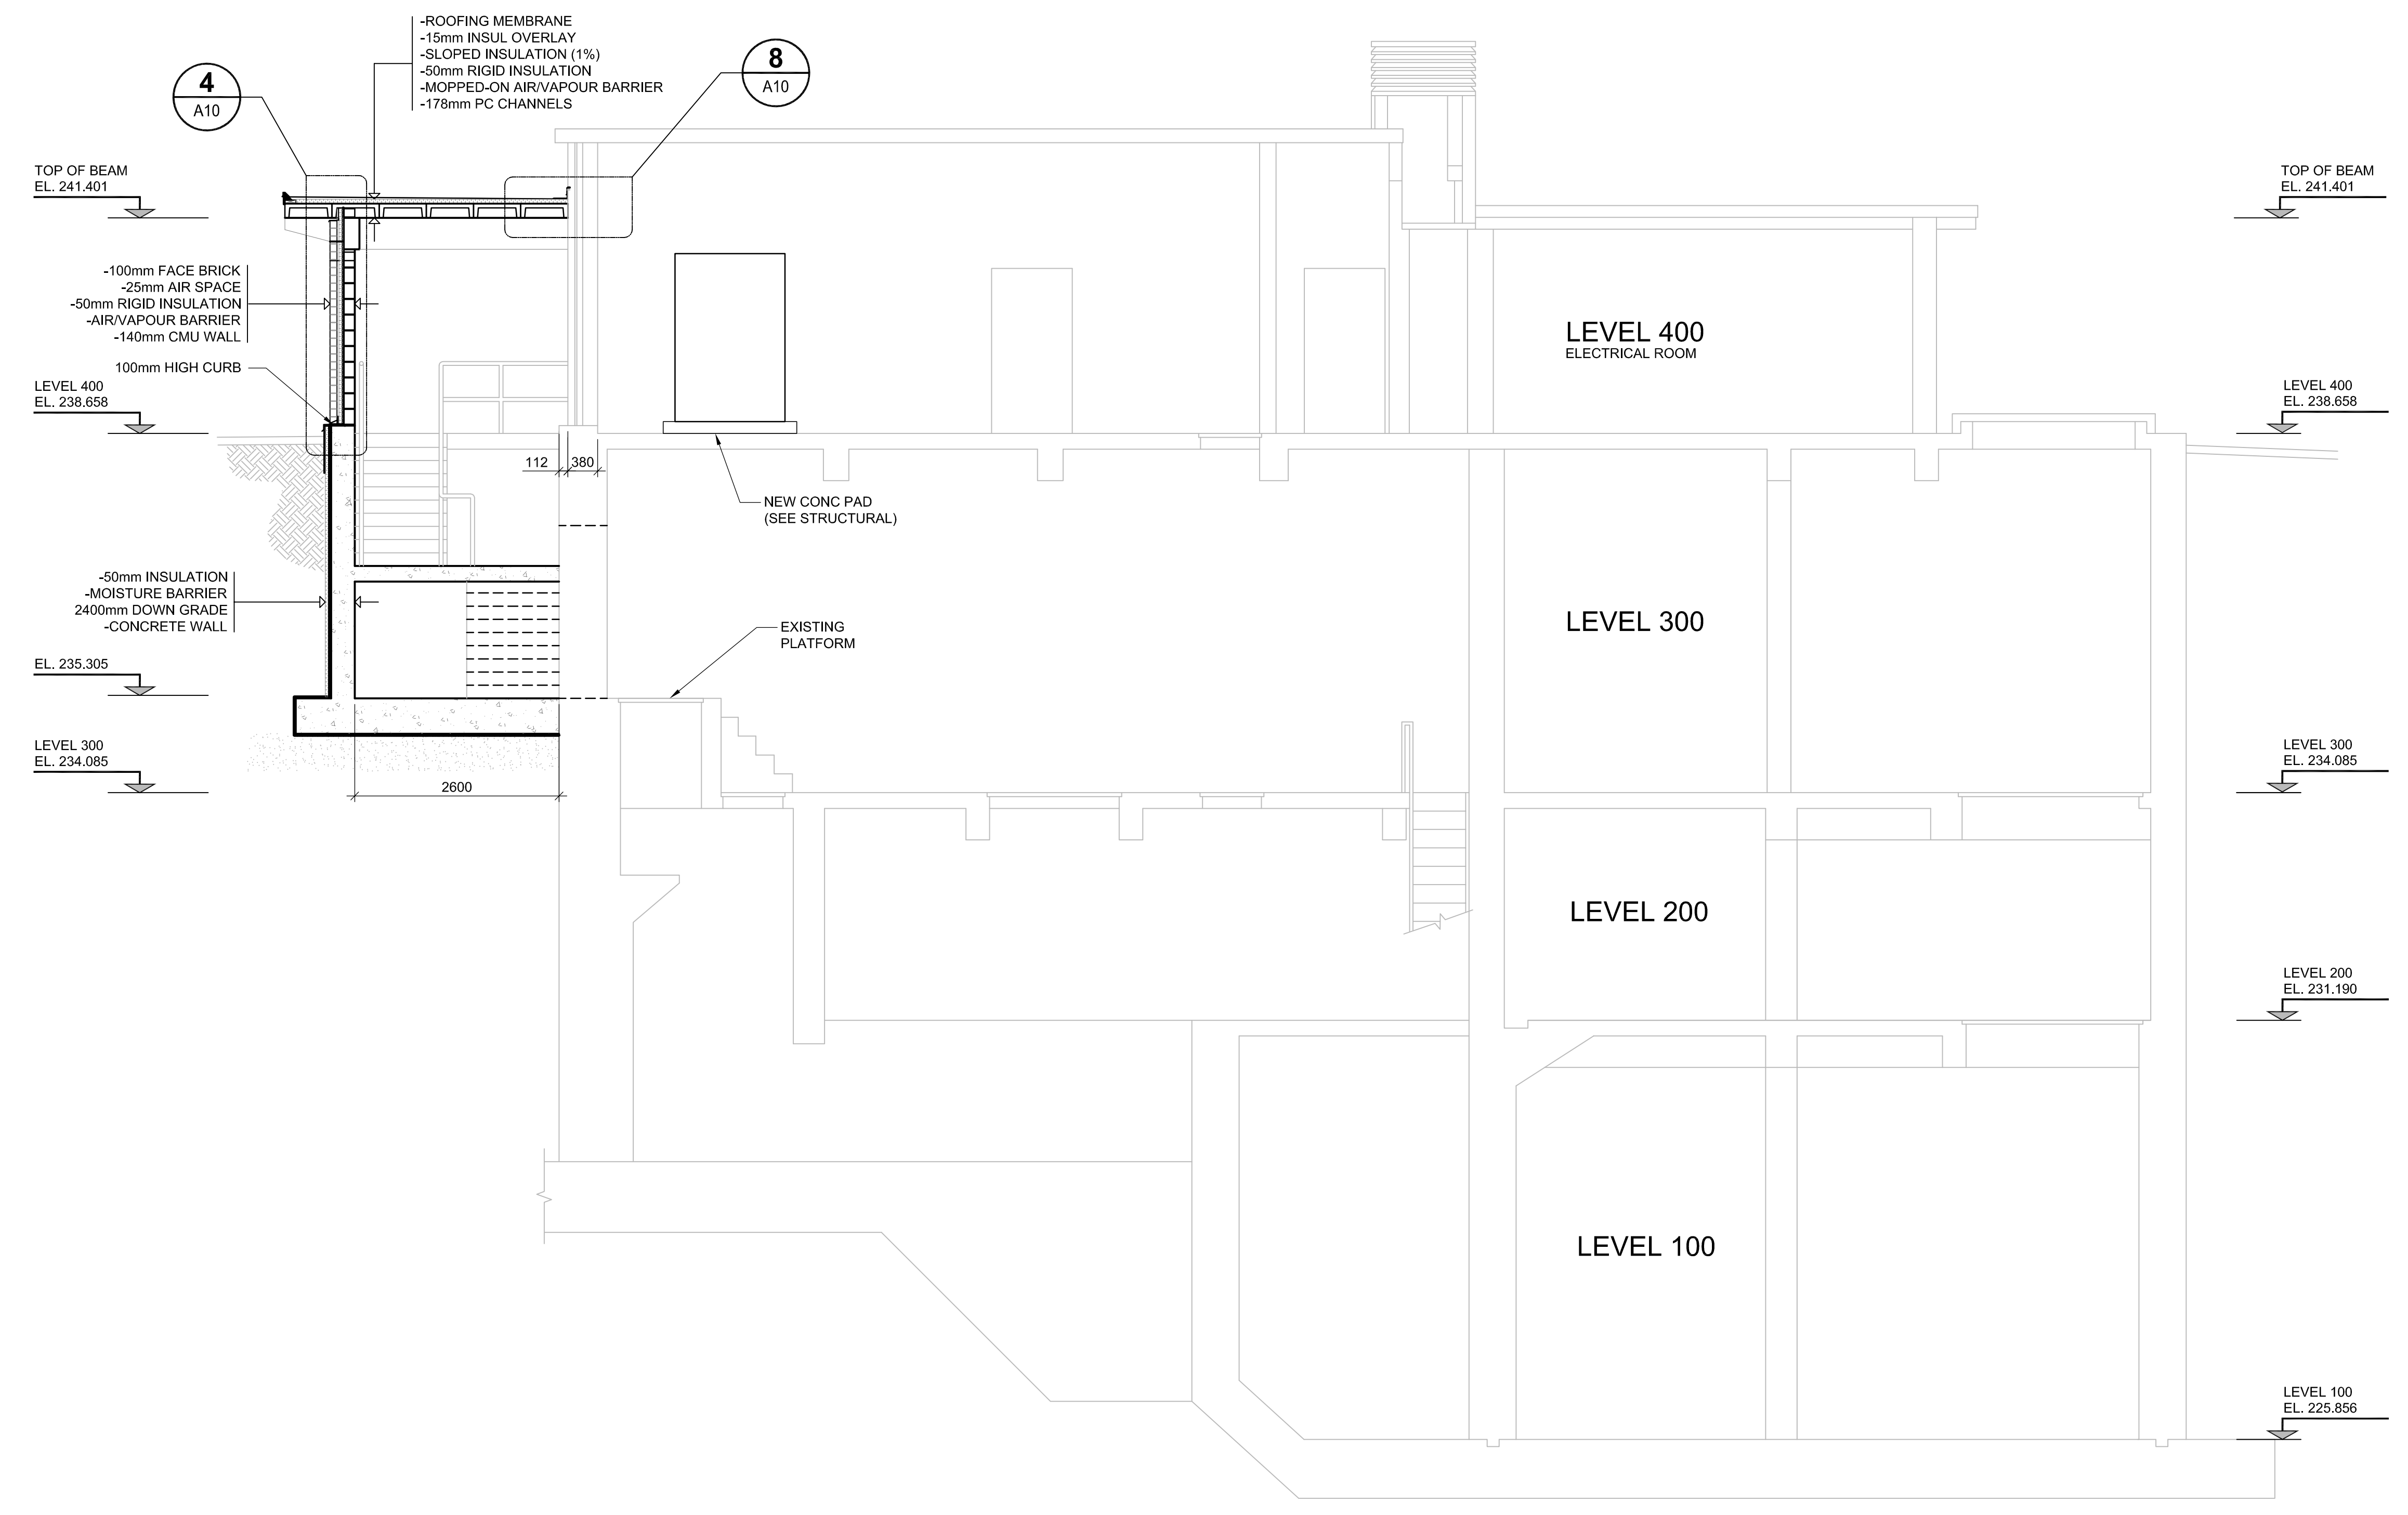 -ROOFING MEMBRANE
-15mm INSUL OVERLAY
-SLOPED INSULATION (1%)
-50mm RIGID INSULATION
-MOPPED-ON AIR/VAPOUR BARRIER
-178mm PC CHANNELS
4
A10
8
A10
TOP OF BEAM
EL. 241.401
TOP OF BEAM
EL. 241.401
-100mm FACE BRICK
-25mm AIR SPACE
-50mm RIGID INSULATION
-AIR/VAPOUR BARRIER
-140mm CMU WALL
100mm HIGH CURB
LEVEL 400
ELECTRICAL ROOM
LEVEL 400
EL. 238.658
LEVEL 400
EL. 238.658
112
380
NEW CONC PAD
(SEE STRUCTURAL)
-50mm INSULATION
-MOISTURE BARRIER
2400mm DOWN GRADE
-CONCRETE WALL
EXISTING
PLATFORM
LEVEL 300
EL. 235.305
LEVEL 300
EL. 234.085
LEVEL 300
EL. 234.085
2600
LEVEL 200
LEVEL 200
EL. 231.190
LEVEL 100
LEVEL 100
EL. 225.856